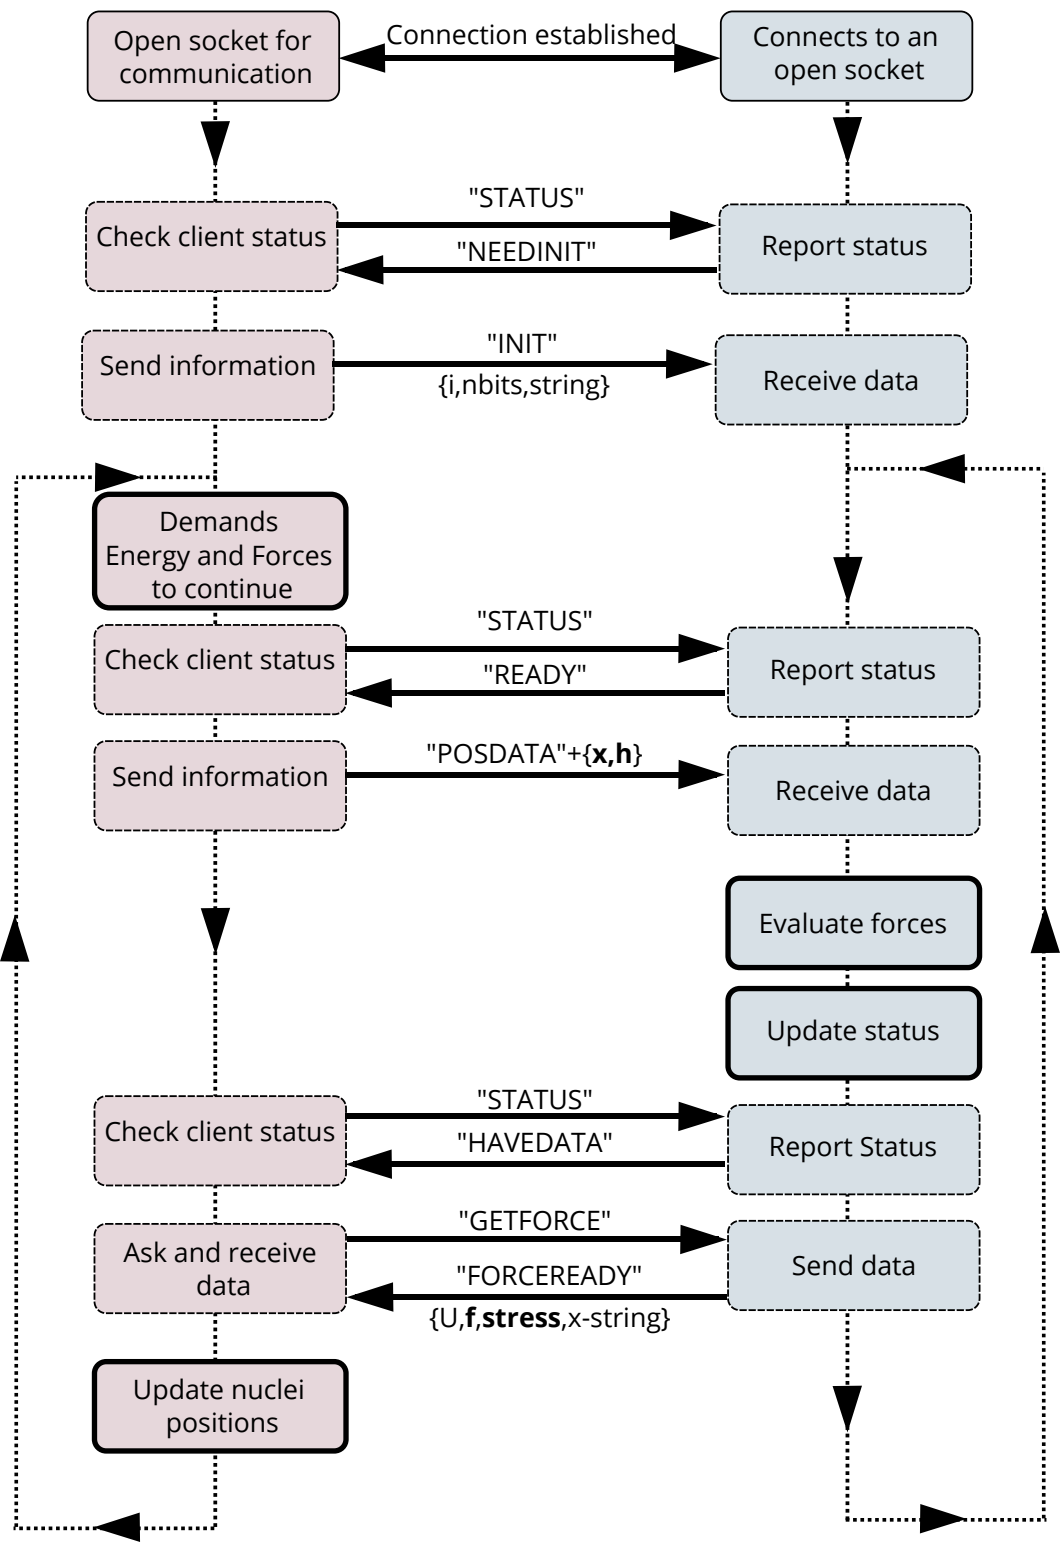 Open socket for
communication
Connection established
Connects to an
open socket
"STATUS"
Check client status
"NEEDINIT"
Report status
"INIT"
Send information
{i,nbits,string}
Receive data
Demands
Energy and Forces
to continue
"STATUS"
Check client status
"READY"
Report status
"POSDATA"+{x,h}
Send information
Receive data
Evaluate forces
Update status
"STATUS"
Check client status
"HAVEDATA"
Report Status
"GETFORCE"
Ask and receive
data
"FORCEREADY"
{U,f,stress,x-string}
Send data
Update nuclei
positions